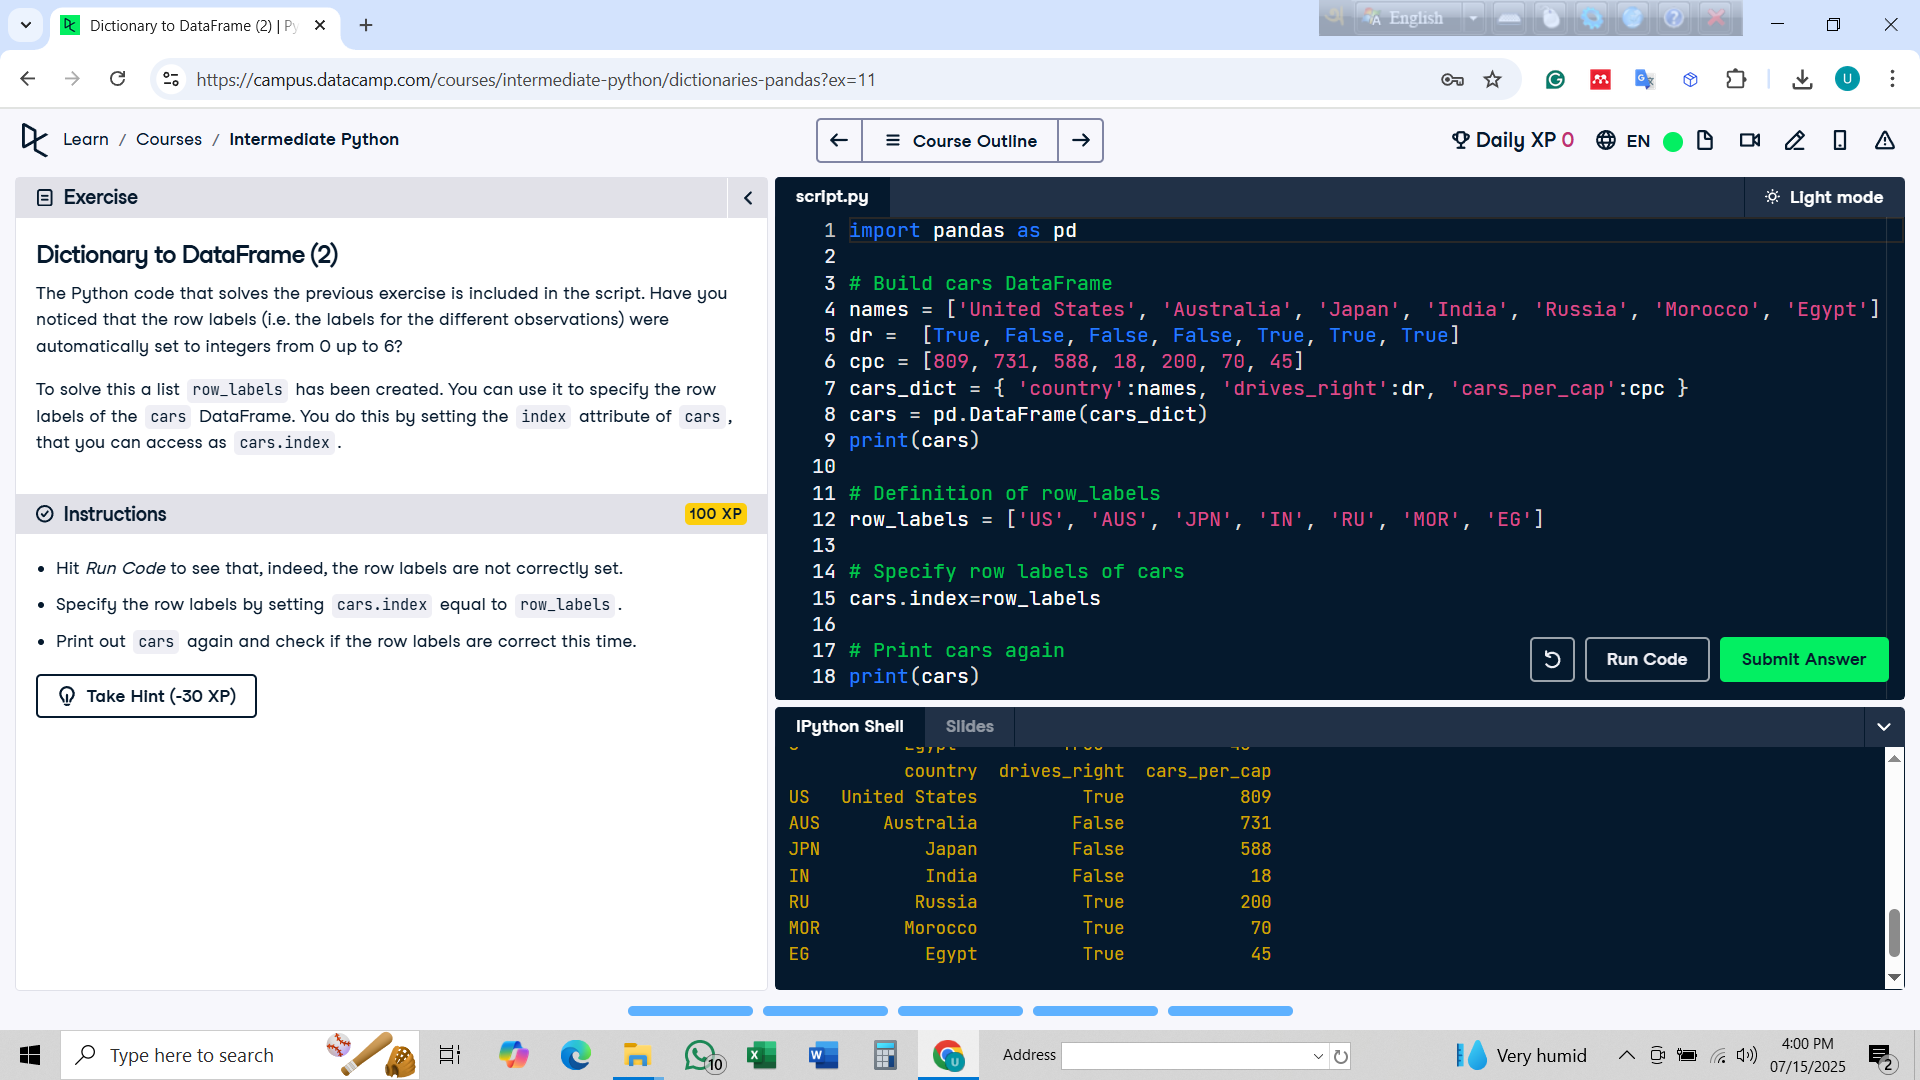 Dictionary to DataFrame (2) | Py
English
https://campus.datacamp.com/courses/intermediate-python/dictionaries-pandas?ex=11
U
Learn / Courses / Intermediate Python
Course Outline
Daily XP 0
EN
Exercise
Dictionary to DataFrame (2)
The Python code that solves the previous exercise is included in the script. Have you
noticed that the row labels (i.e. the labels for the different observations) were
automatically set to integers from 0 up to 6?
To solve this a list row_labels has been created. You can use it to specify the row
labels of the cars DataFrame. You do this by setting the index attribute of cars,
that you can access as cars.index.
Instructions
100 XP
• Hit Run Code to see that, indeed, the row labels are not correctly set.
• Specify the row labels by setting cars.index equal to row_labels.
• Print out cars again and check if the row labels are correct this time.
Take Hint (-30 XP)
script.py
Light mode
1 import pandas as pd
2
3 # Build cars DataFrame
4 names = ['United States', 'Australia', 'Japan', 'India', 'Russia', 'Morocco', 'Egypt']
5 dr =  [True, False, False, False, True, True, True]
6 cpc = [809, 731, 588, 18, 200, 70, 45]
7 cars_dict = { 'country':names, 'drives_right':dr, 'cars_per_cap':cpc }
8 cars = pd.DataFrame(cars_dict)
9 print(cars)
10
11 # Definition of row_labels
12 row_labels = ['US', 'AUS', 'JPN', 'IN', 'RU', 'MOR', 'EG']
13
14 # Specify row labels of cars
15 cars.index=row_labels
16
17 # Print cars again
18 print(cars)
Run Code
Submit Answer
IPython Shell
Slides
country drives_right cars_per_cap
US United States True 809
AUS Australia False 731
JPN Japan False 588
IN India False 18
RU Russia True 200
MOR Morocco True 70
EG Egypt True 45
Type here to search
10
Address
Very humid
4:00 PM
07/15/2025
2